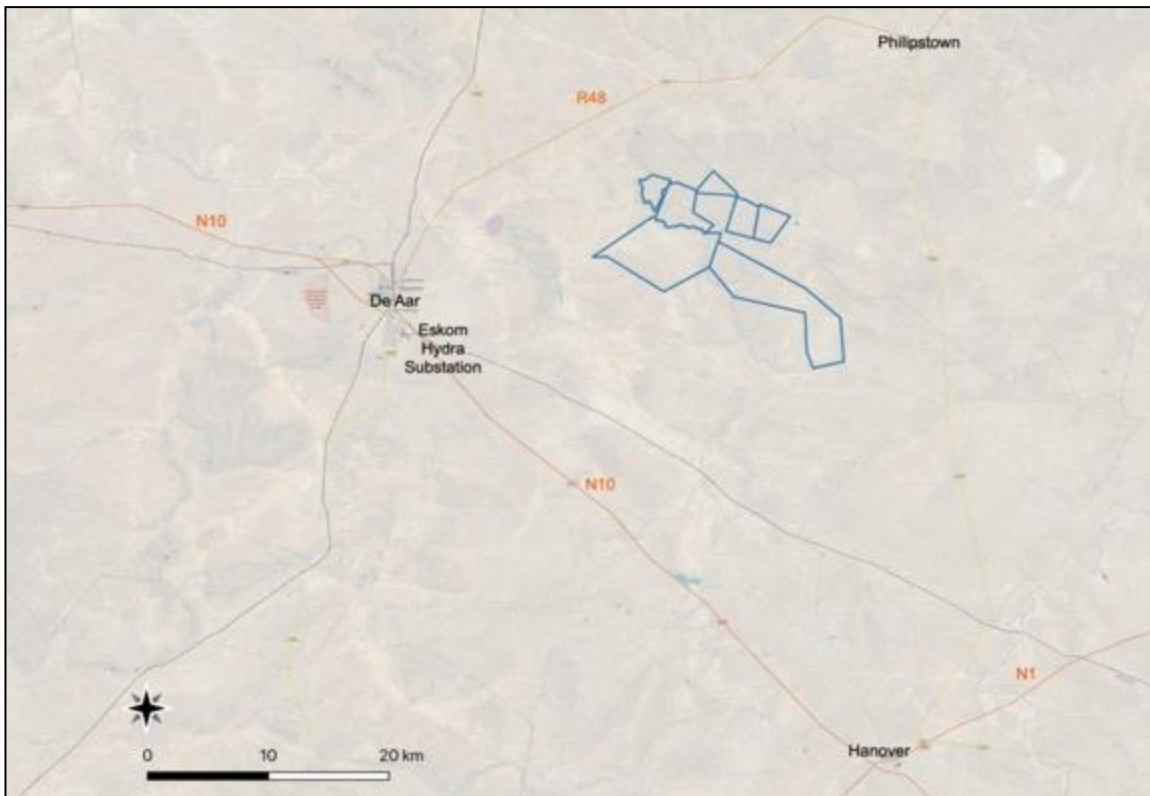 Philipstown
R48
N10
De Aar
Eskom
Hydra
Substation
N10
N1
Hanover
0 10 20 km